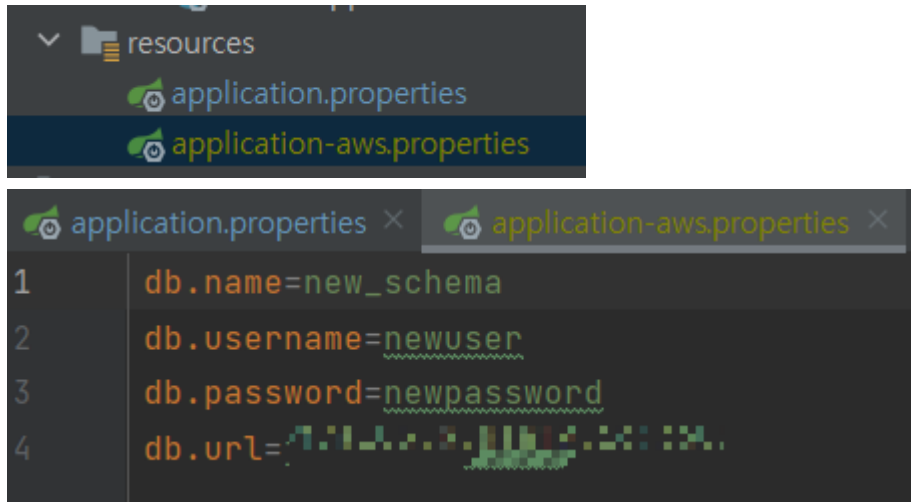 resources
application.properties
application-aws.properties
application.properties × application-aws.properties ×
1 db.name=new_schema
2 db.username=newuser
3 db.password=newpassword
4 db.url=